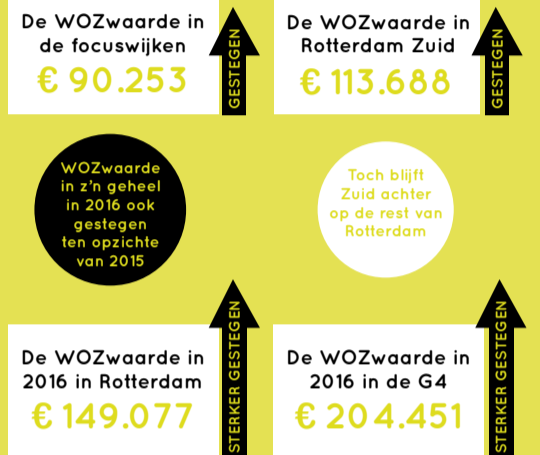 De WOZwaarde in
de focuswijken
€ 90.253
GESTEGEN
De WOZwaarde in
Rotterdam Zuid
€ 113.688
GESTEGEN
WOZwaarde
in z'n geheel
in 2016 ook
gestegen
ten opzichte
van 2015
Toch blijft
Zuid achter
op de rest van
Rotterdam
De WOZwaarde in
2016 in Rotterdam
€ 149.077
STERKER GESTEGEN
De WOZwaarde in
2016 in de G4
€ 204.451
STERKER GESTEGEN